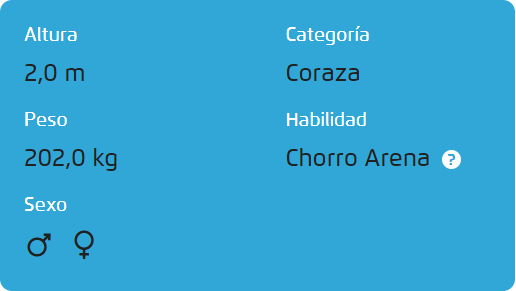 Altura
2,0 m
Categoría
Coraza
Peso
202,0 kg
Habilidad
Chorro Arena ?
Sexo
♂ ♀